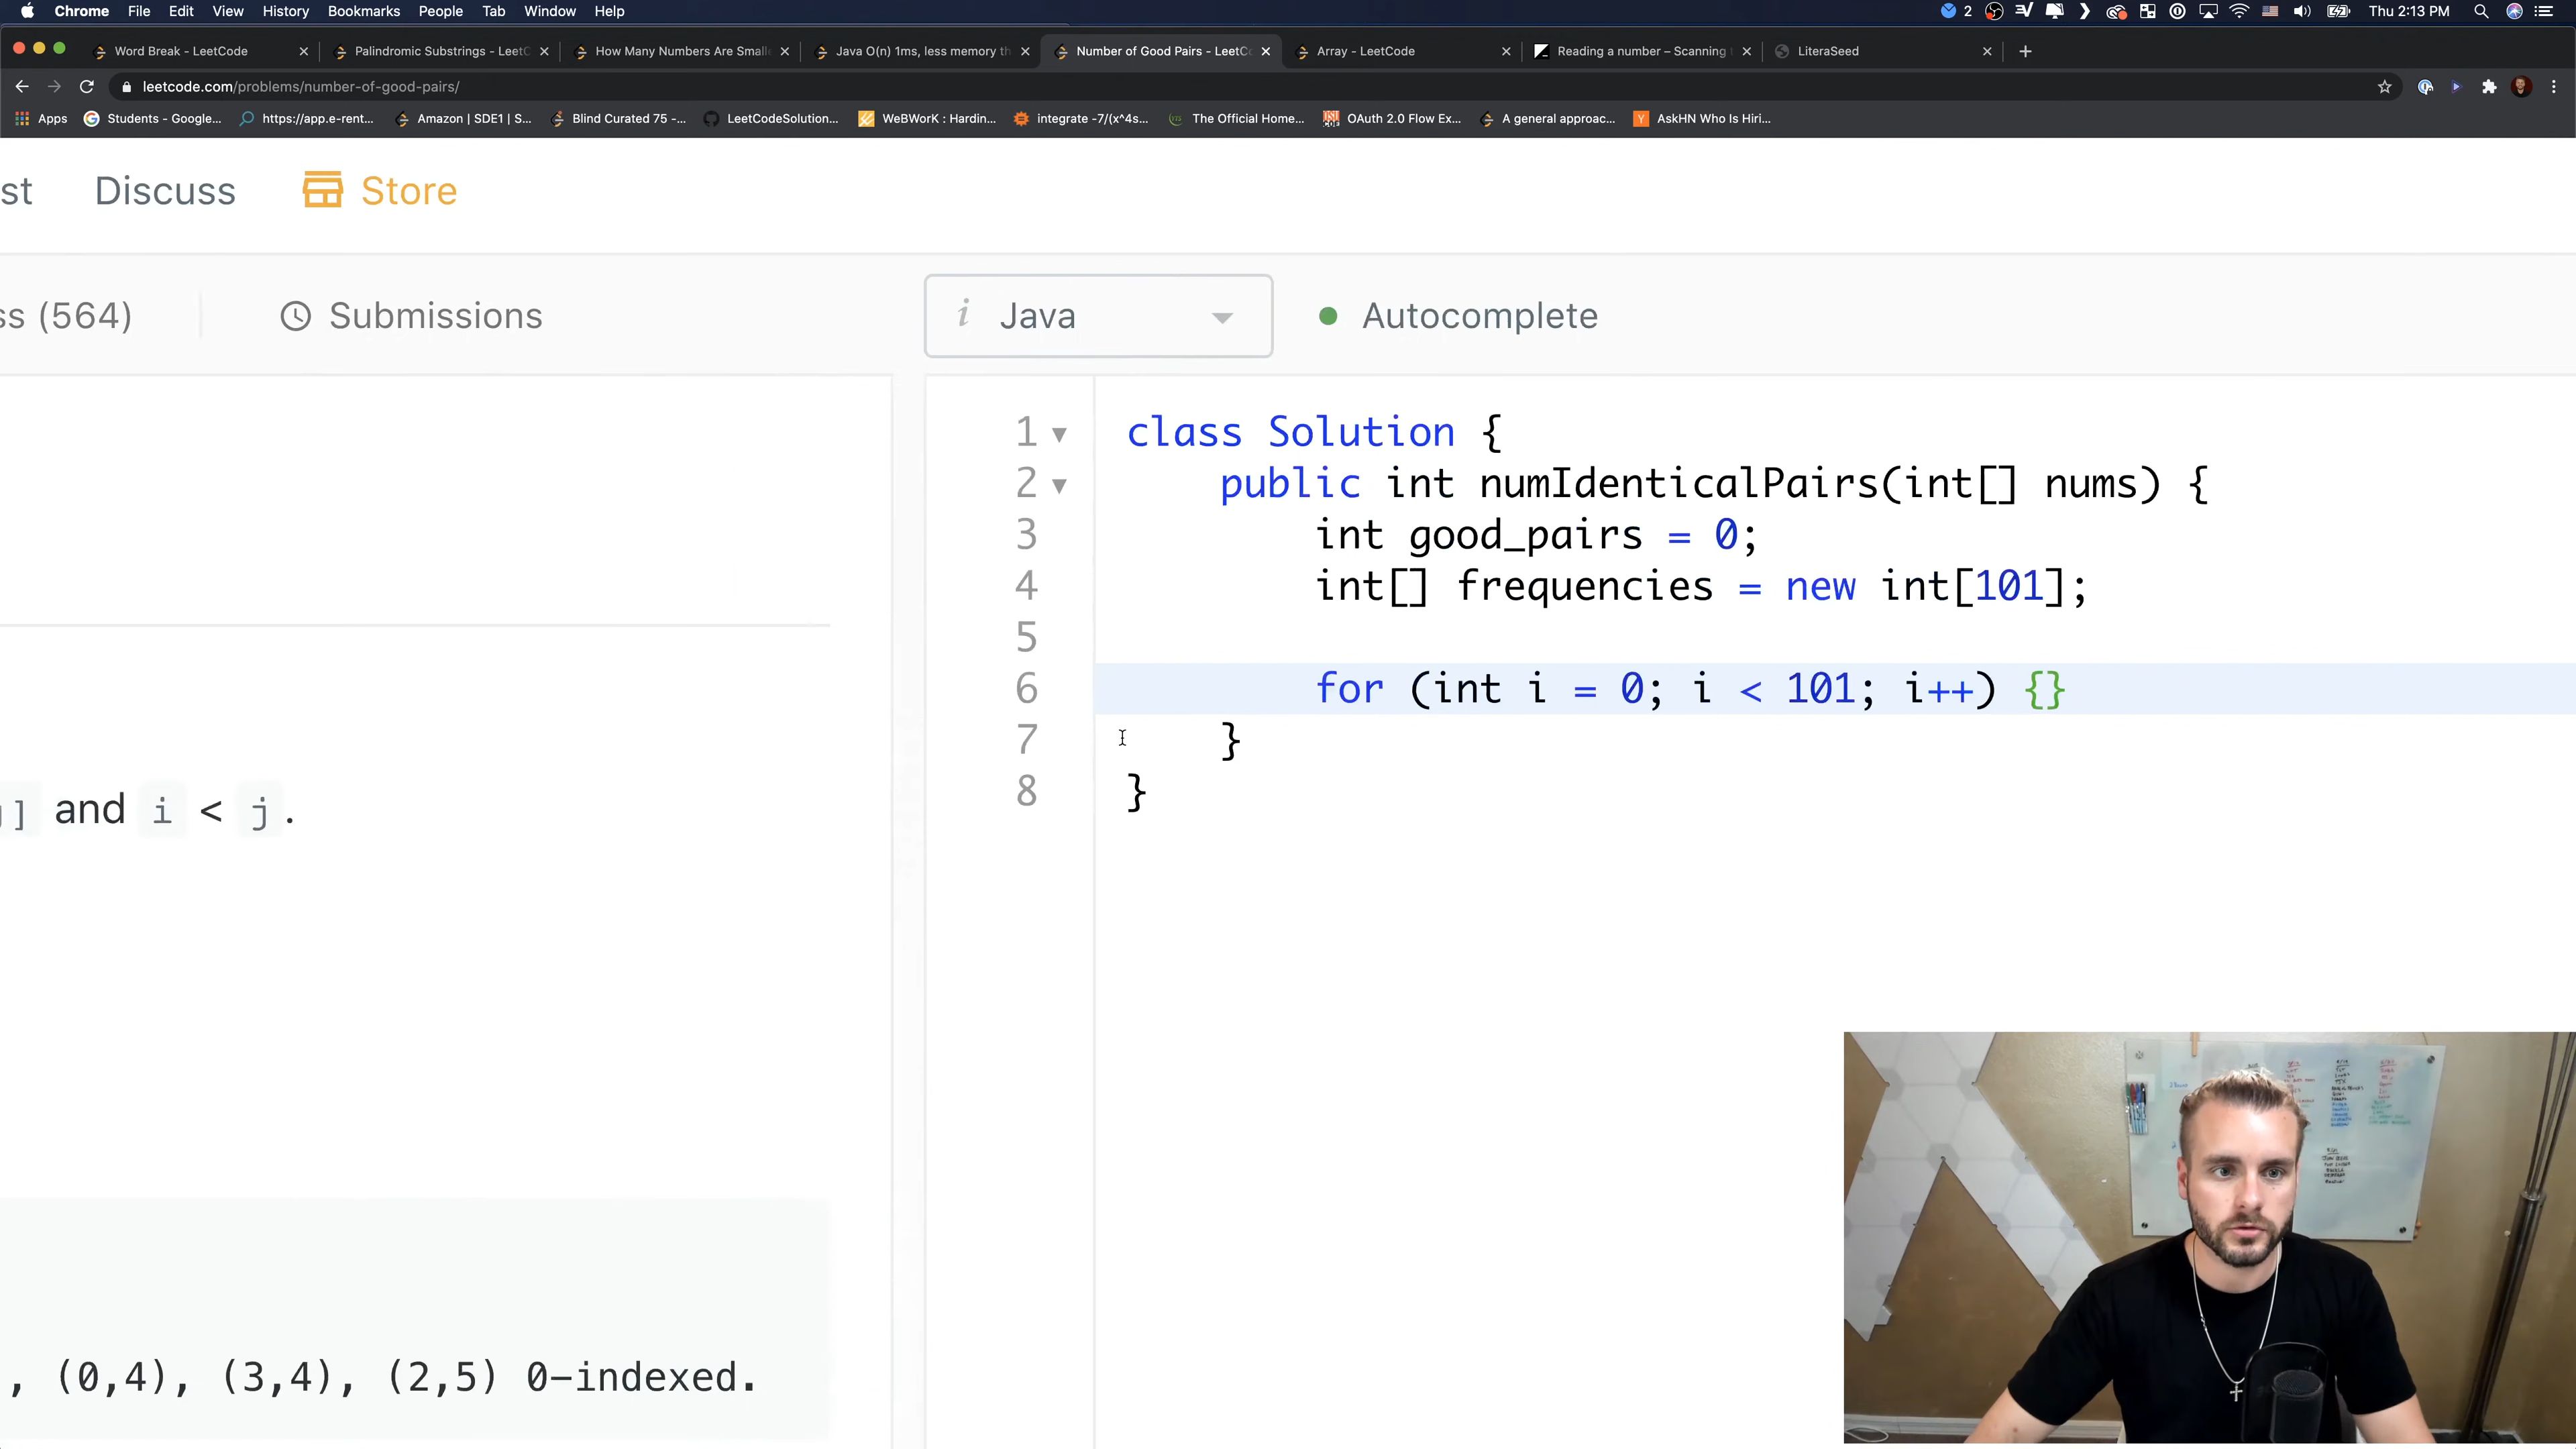 Chrome File Edit View History Bookmarks People Tab Window Help 2 Thu 2:13 PM
Word Break - LeetCode Palindromic Substrings - LeetC How Many Numbers Are Small Java O(n) 1ms, less memory th Number of Good Pairs - LeetCo Array - LeetCode Reading a number – Scanning LiteraSeed
leetcode.com/problems/number-of-good-pairs/
Apps Students - Google... https://app.e-rent... Amazon | SDE1 | S... Blind Curated 75 -... LeetCodeSolution... WeBWorK : Hardin... integrate -7/(x^4s... The Official Home... OAuth 2.0 Flow Ex... A general approac... AskHN Who Is Hiri...
st Discuss Store
ss (564) Submissions i Java Autocomplete
1 class Solution {
2 public int numIdenticalPairs(int[] nums) {
3 int good_pairs = 0;
4 int[] frequencies = new int[101];
5
6 for (int i = 0; i < 101; i++) {}
7 }
8 }
] and i < j.
, (0,4), (3,4), (2,5) 0-indexed.